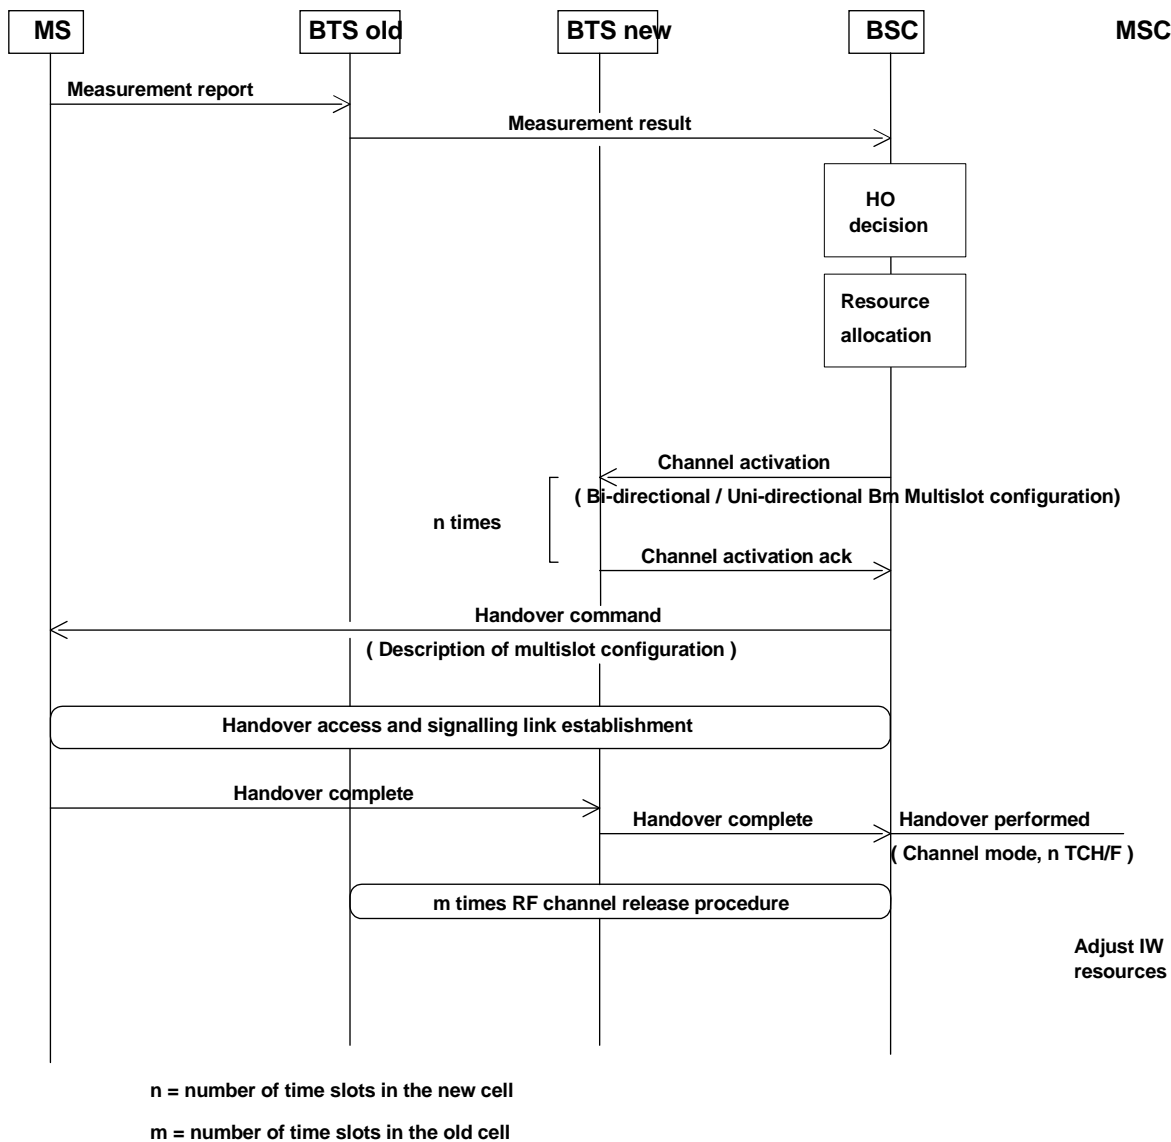 MS
BTS old
BTS new
BSC
MSC
Measurement report
Measurement result
HO
decision
Resource
allocation
Channel activation
( Bi-directional / Uni-directional Bm Multislot configuration)
n times
Channel activation ack
Handover command
( Description of multislot configuration )
Handover access and signalling link establishment
Handover complete
Handover complete
Handover performed
( Channel mode, n TCH/F )
m times RF channel release procedure
Adjust IW
resources
n = number of time slots in the new cell
m = number of time slots in the old cell